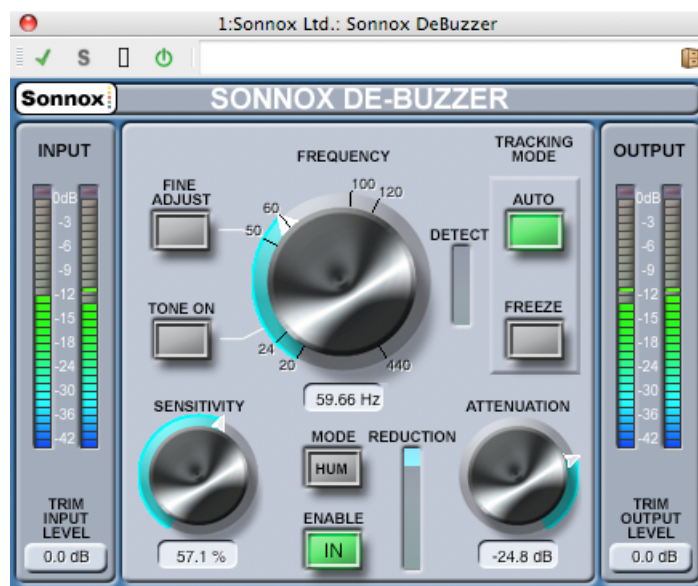 1:Sonnox Ltd.: Sonnox DeBuzzer
S
Sonnox
SONNOX DE-BUZZER
INPUT
0dB
-3
-6
-9
-12
-15
-18
-24
-30
-36
-42
TRIM
INPUT
LEVEL
0.0 dB
FREQUENCY
FINE
ADJUST
TONE ON
20
24
50
60
100
120
440
59.66 Hz
DETECT
TRACKING
MODE
AUTO
FREEZE
SENSITIVITY
57.1 %
MODE
HUM
ENABLE
IN
REDUCTION
ATTENUATION
-24.8 dB
OUTPUT
0dB
-3
-6
-9
-12
-15
-18
-24
-30
-36
-42
TRIM
OUTPUT
LEVEL
0.0 dB